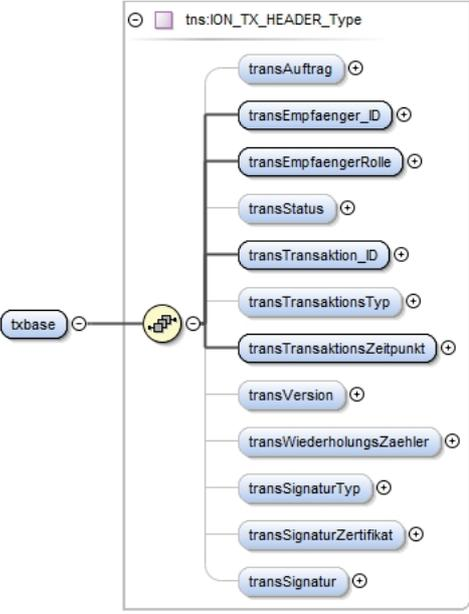 tns:ION_TX_HEADER_Type
transAuftrag
transEmpfaenger_ID
transEmpfaengerRolle
transStatus
transTransaktion_ID
transTransaktionsTyp
txbase
transTransaktionsZeitpunkt
transVersion
transWiederholungsZaehler
transSignaturTyp
transSignaturZertifikat
transSignatur